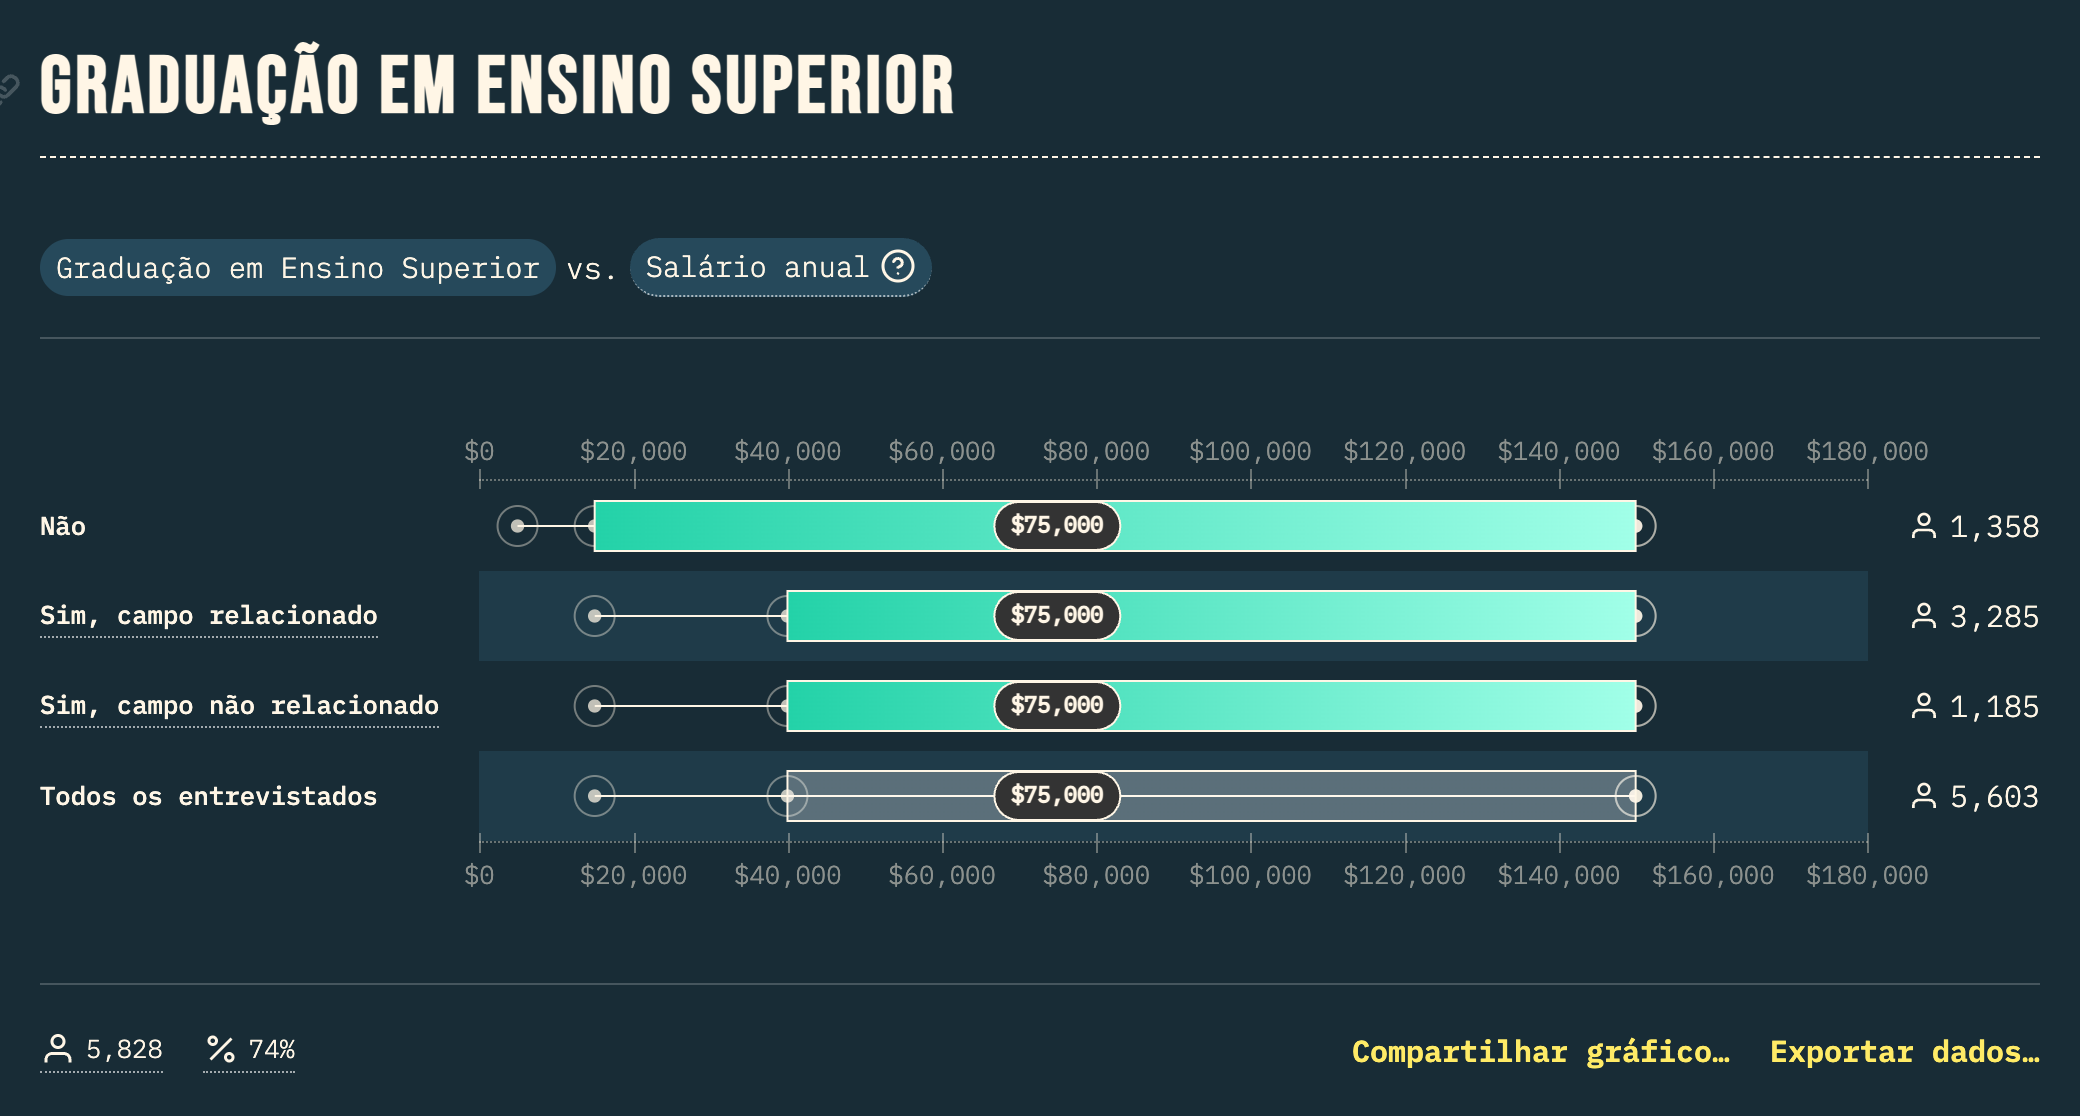 GRADUAÇÃO EM ENSINO SUPERIOR
Graduação em Ensino Superior vs. Salário anual ?
$0 $20,000 $40,000 $60,000 $80,000 $100,000 $120,000 $140,000 $160,000 $180,000
Não $75,000 1,358
Sim, campo relacionado $75,000 3,285
Sim, campo não relacionado $75,000 1,185
Todos os entrevistados $75,000 5,603
$0 $20,000 $40,000 $60,000 $80,000 $100,000 $120,000 $140,000 $160,000 $180,000
5,828 % 74% Compartilhar gráfico… Exportar dados…